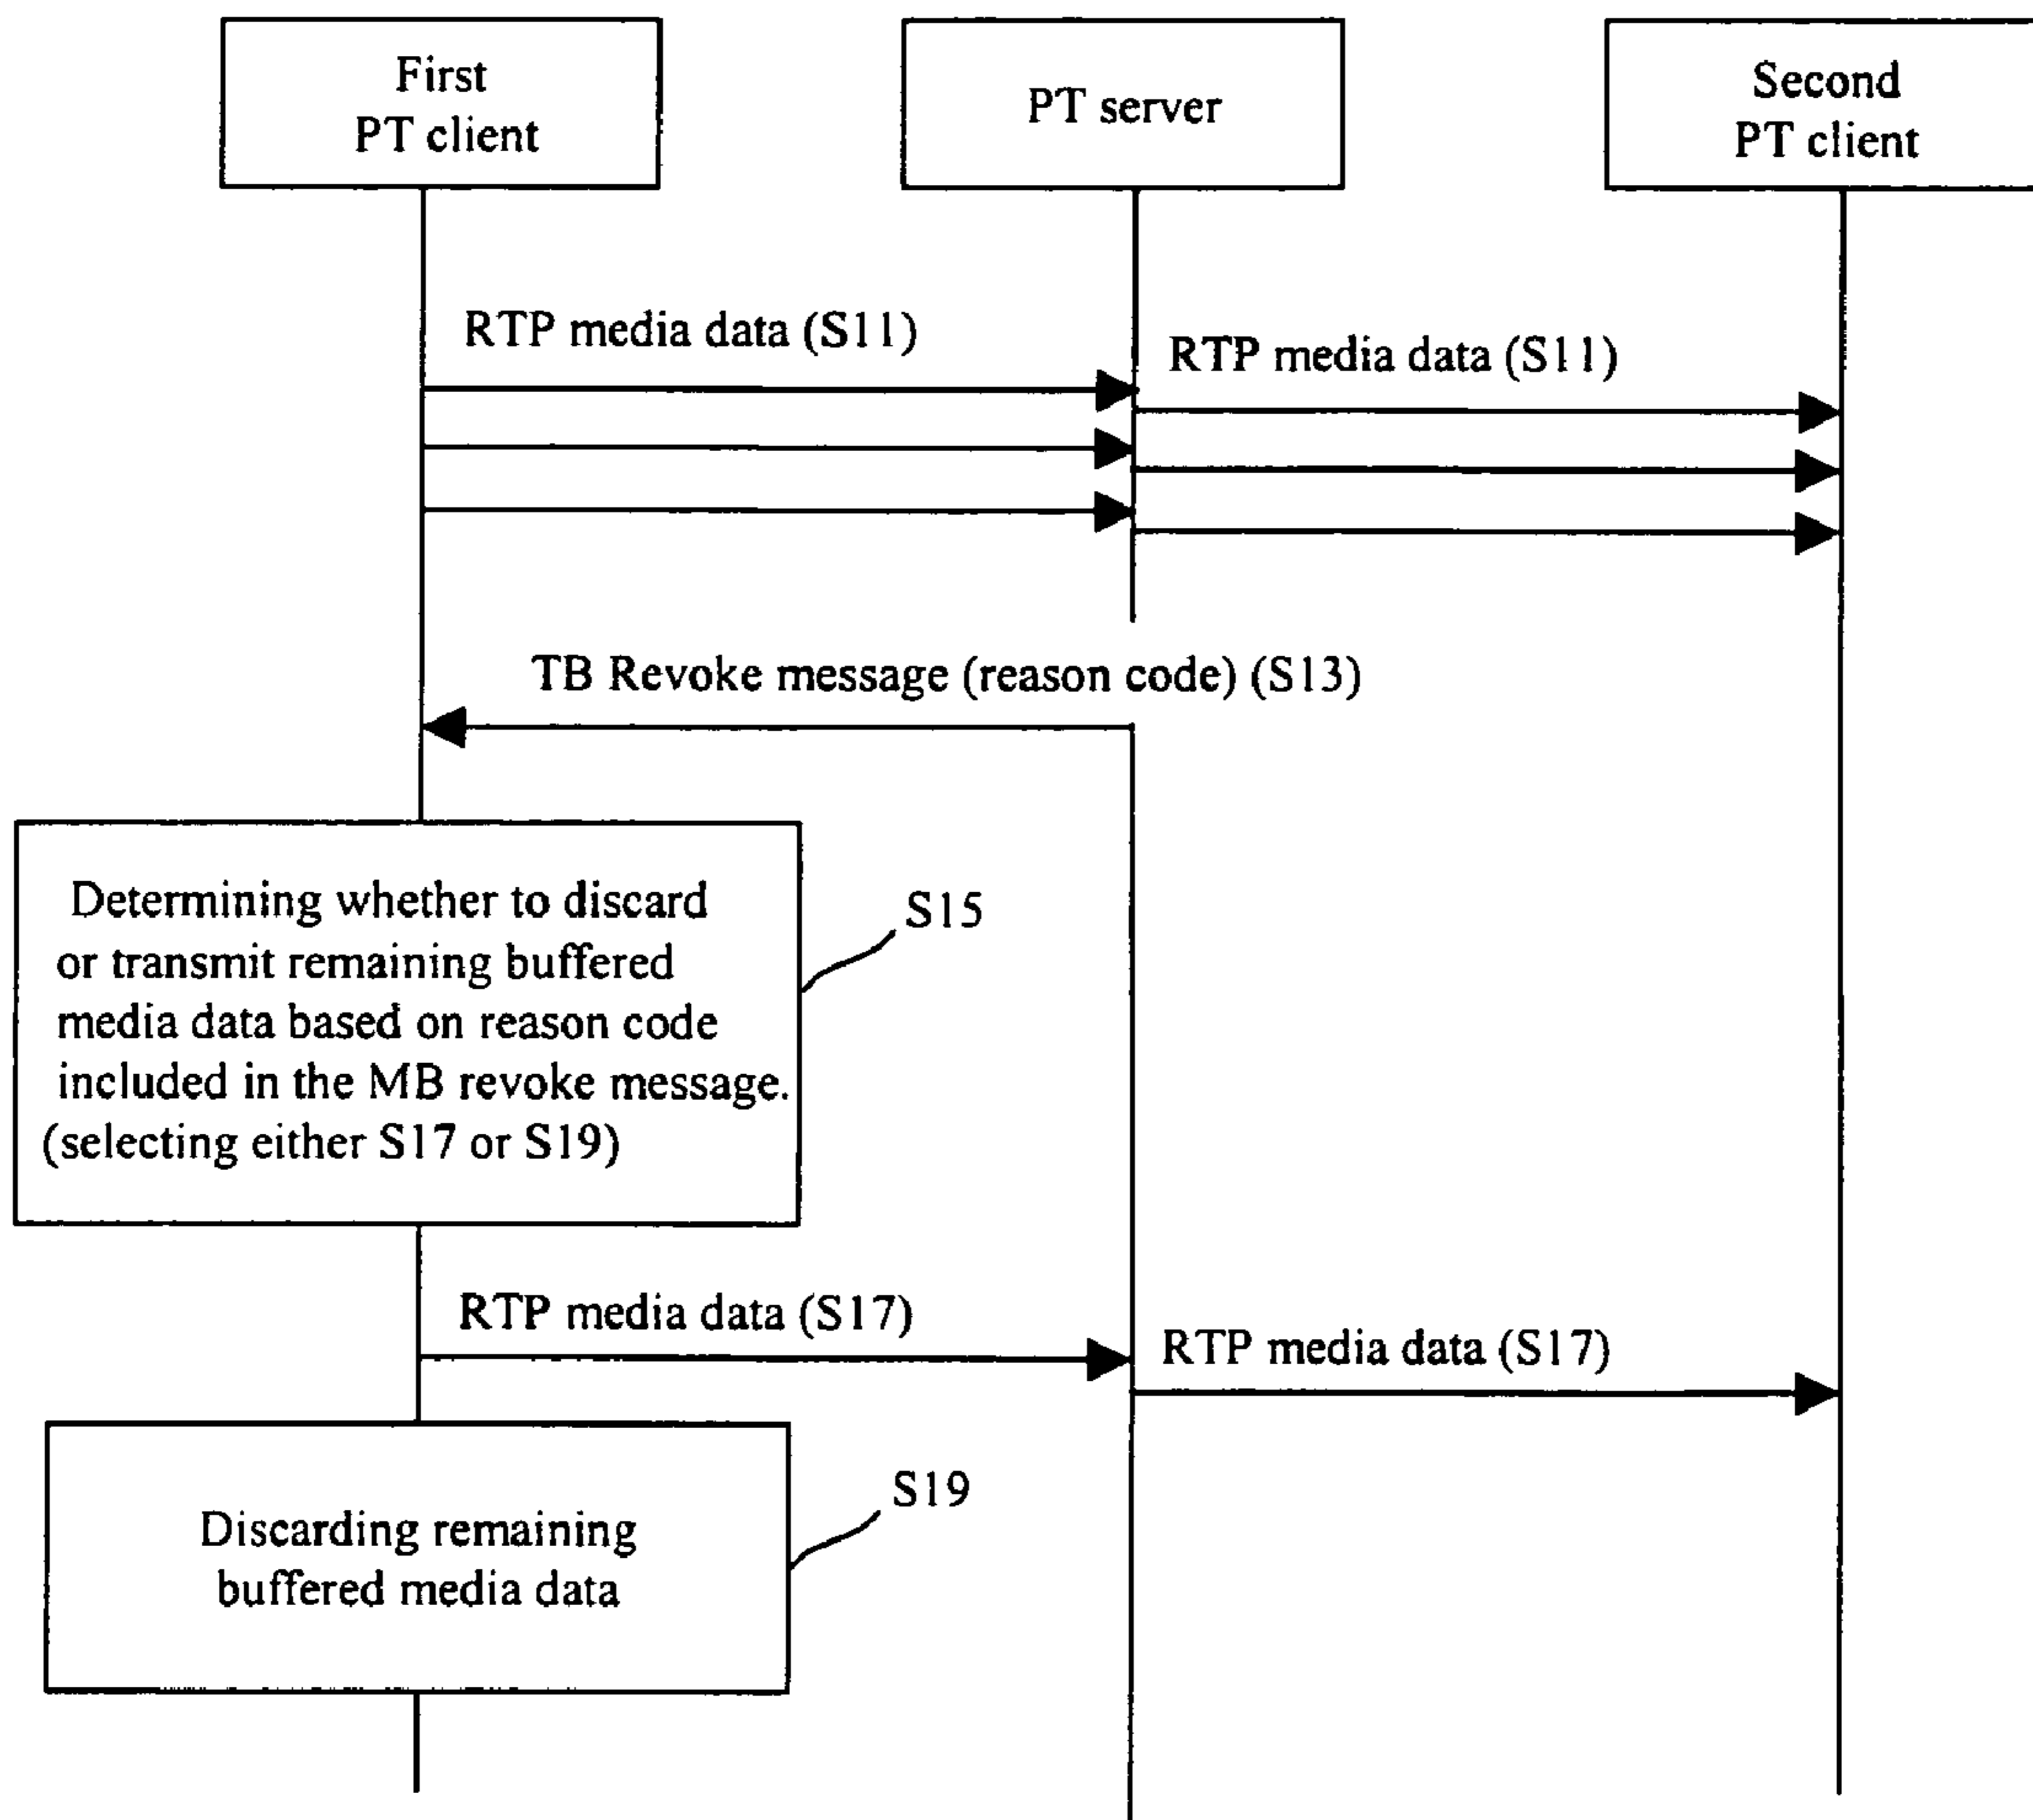 First
PT client
PT server
Second
PT client
RTP media data (S11)
RTP media data (S11)
TB Revoke message (reason code) (S13)
Determining whether to discard
or transmit remaining buffered
media data based on reason code
included in the MB revoke message.
(selecting either S17 or S19)
S15
RTP media data (S17)
RTP media data (S17)
Discarding remaining
buffered media data
S19